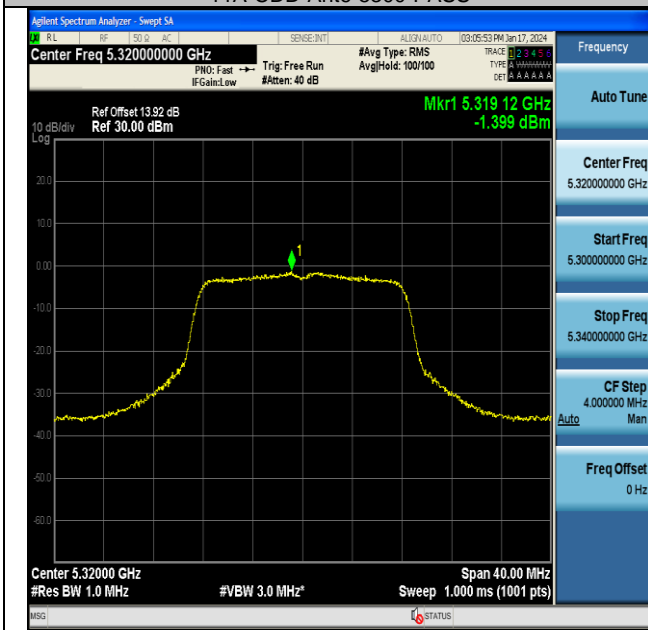 Agilent Spectrum Analyzer - Swept SA
RL RF 50 Ω AC SENSE:INT ALIGN AUTO 03:05:53 PM Jan 17, 2024
Center Freq 5.320000000 GHz
PNO: Fast
IFGain:Low
Trig: Free Run
#Atten: 40 dB
#Avg Type: RMS
Avg|Hold: 100/100
TRACE 1 2 3 4 5 6
TYPE A
DET A A A A A A
Ref Offset 13.92 dB
10 dB/div Ref 30.00 dBm
Log
Mkr1 5.319 12 GHz
-1.399 dBm
20.0
10.0
0.00
-10.0
-20.0
-30.0
-40.0
-50.0
-60.0
1
Center 5.32000 GHz Span 40.00 MHz
#Res BW 1.0 MHz #VBW 3.0 MHz* Sweep 1.000 ms (1001 pts)
MSG STATUS
Frequency
Auto Tune
Center Freq
5.320000000 GHz
Start Freq
5.300000000 GHz
Stop Freq
5.340000000 GHz
CF Step
4.000000 MHz
Auto Man
Freq Offset
0 Hz